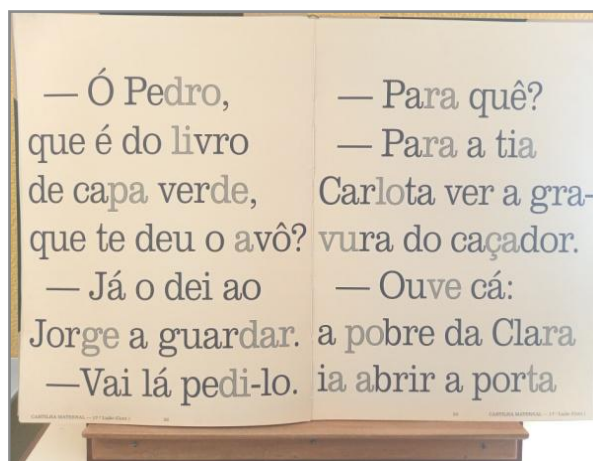 — Ó Pedro,
que é do livro
de capa verde,
que te deu o avô?
— Já o dei ao
Jorge a guardar.
—Vai lá pedi-lo.
— Para quê?
— Para a tia
Carlota ver a gra-
vura do caçador.
— Ouve cá:
a pobre da Clara
ia abrir a porta